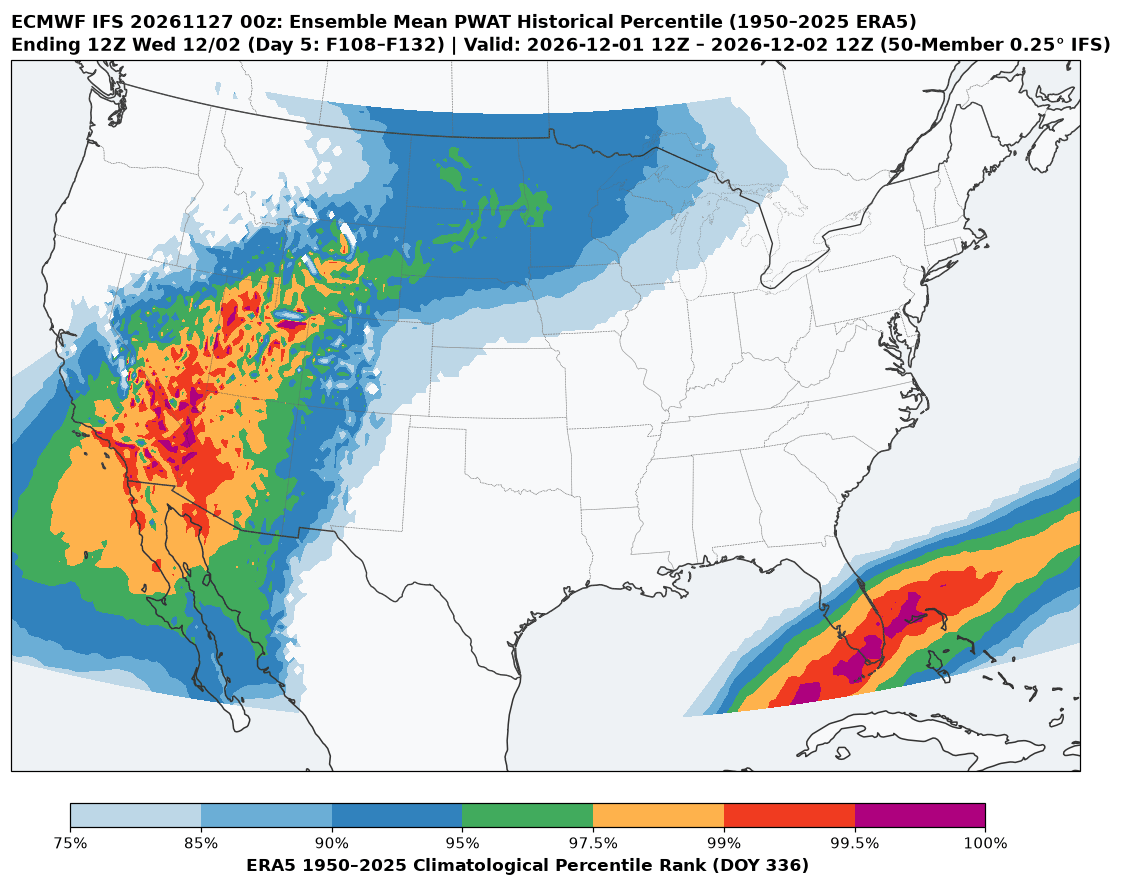 ECMWF IFS 20261127 00z: Ensemble Mean PWAT Historical Percentile (1950–2025 ERA5)
Ending 12Z Wed 12/02 (Day 5: F108–F132) | Valid: 2026-12-01 12Z – 2026-12-02 12Z (50-Member 0.25° IFS)
75% 85% 90% 95% 97.5% 99% 99.5% 100%
ERA5 1950–2025 Climatological Percentile Rank (DOY 336)